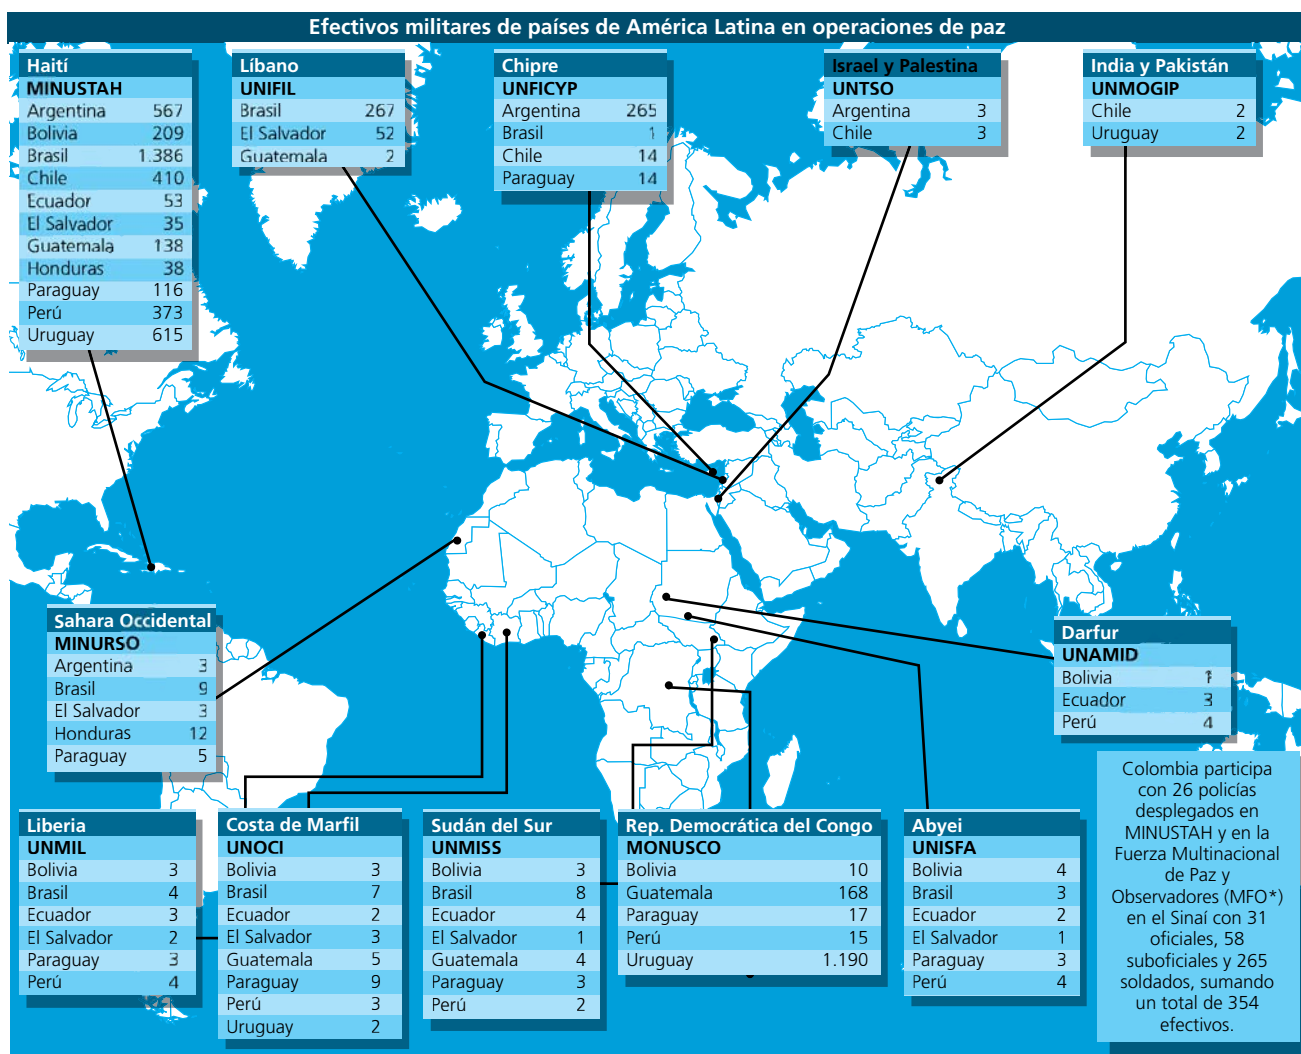 Efectivos militares de países de América Latina en operaciones de paz
Haití
MINUSTAH
Argentina 567
Bolivia 209
Brasil 1.386
Chile 410
Ecuador 53
El Salvador 35
Guatemala 138
Honduras 38
Paraguay 116
Perú 373
Uruguay 615
Líbano
UNIFIL
Brasil 267
El Salvador 52
Guatemala 2
Chipre
UNFICYP
Argentina 265
Brasil 1
Chile 14
Paraguay 14
Israel y Palestina
UNTSO
Argentina 3
Chile 3
India y Pakistán
UNMOGIP
Chile 2
Uruguay 2
Sahara Occidental
MINURSO
Argentina 3
Brasil 9
El Salvador 3
Honduras 12
Paraguay 5
Darfur
UNAMID
Bolivia 1
Ecuador 3
Perú 4
Liberia
UNMIL
Bolivia 3
Brasil 4
Ecuador 3
El Salvador 2
Paraguay 3
Perú 4
Costa de Marfil
UNOCI
Bolivia 3
Brasil 7
Ecuador 2
El Salvador 3
Guatemala 5
Paraguay 9
Perú 3
Uruguay 2
Sudán del Sur
UNMISS
Bolivia 3
Brasil 8
Ecuador 4
El Salvador 1
Guatemala 4
Paraguay 3
Perú 2
Rep. Democrática del Congo
MONUSCO
Bolivia 10
Guatemala 168
Paraguay 17
Perú 15
Uruguay 1.190
Abyei
UNISFA
Bolivia 4
Brasil 3
Ecuador 2
El Salvador 1
Paraguay 3
Perú 4
Colombia participa
con 26 policías
desplegados en
MINUSTAH y en la
Fuerza Multinacional
de Paz y
Observadores (MFO*)
en el Sinaí con 31
oficiales, 58
suboficiales y 265
soldados, sumando
un total de 354
efectivos.